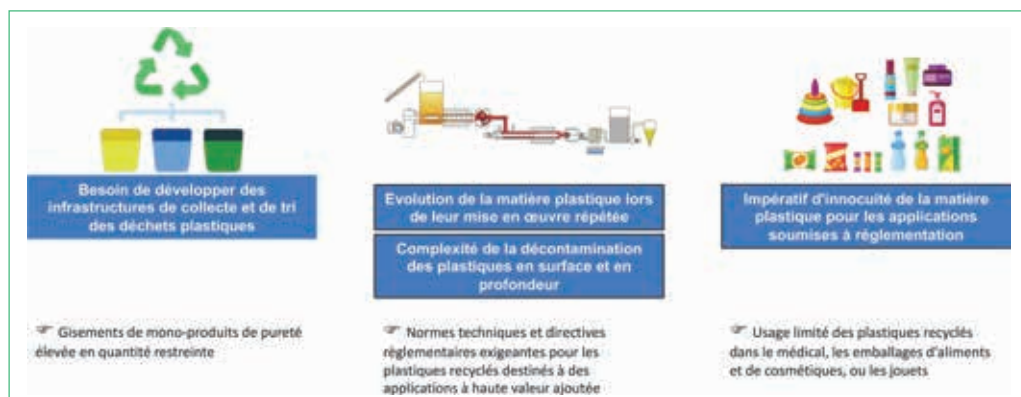 Besoin de développer des
infrastructures de collecte et de tri
des déchets plastiques
☞ Gisements de mono-produits de pureté
élevée en quantité restreinte
Evolution de la matière plastique lors
de leur mise en œuvre répétée
Complexité de la décontamination
des plastiques en surface et en
profondeur
☞ Normes techniques et directives
règlementaires exigeantes pour les
plastiques recyclés destinés à des
applications à haute valeur ajoutée
Impératif d'innocuité de la matière
plastique pour les applications
soumises à réglementation
☞ Usage limité des plastiques recyclés
dans le médical, les emballages d'aliments
et de cosmétiques, ou les jouets